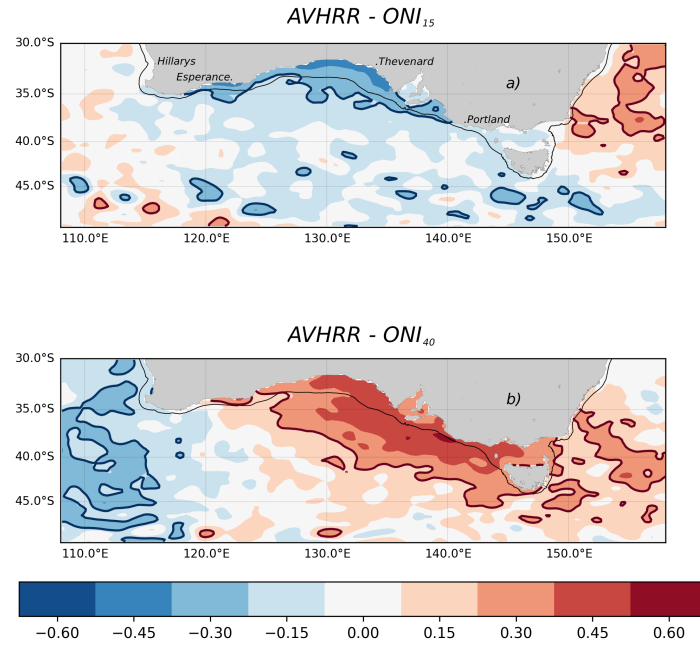 AVHRR - ONI15
30.0°S
35.0°S
40.0°S
45.0°S
Hillarys
Esperance.
.Thevenard
a)
.Portland
110.0°E 120.0°E 130.0°E 140.0°E 150.0°E
AVHRR - ONI40
30.0°S
35.0°S
40.0°S
45.0°S
b)
110.0°E 120.0°E 130.0°E 140.0°E 150.0°E
−0.60 −0.45 −0.30 −0.15 0.00 0.15 0.30 0.45 0.60